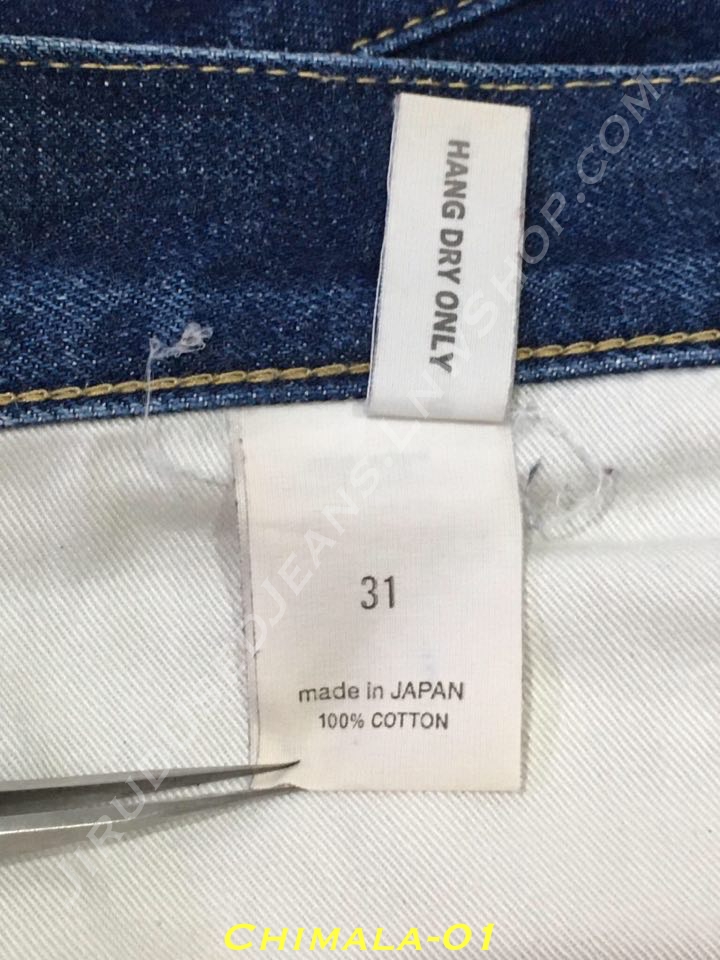 HANG DRY ONLY
31
made in JAPAN
100% COTTON
CHIMALA-01